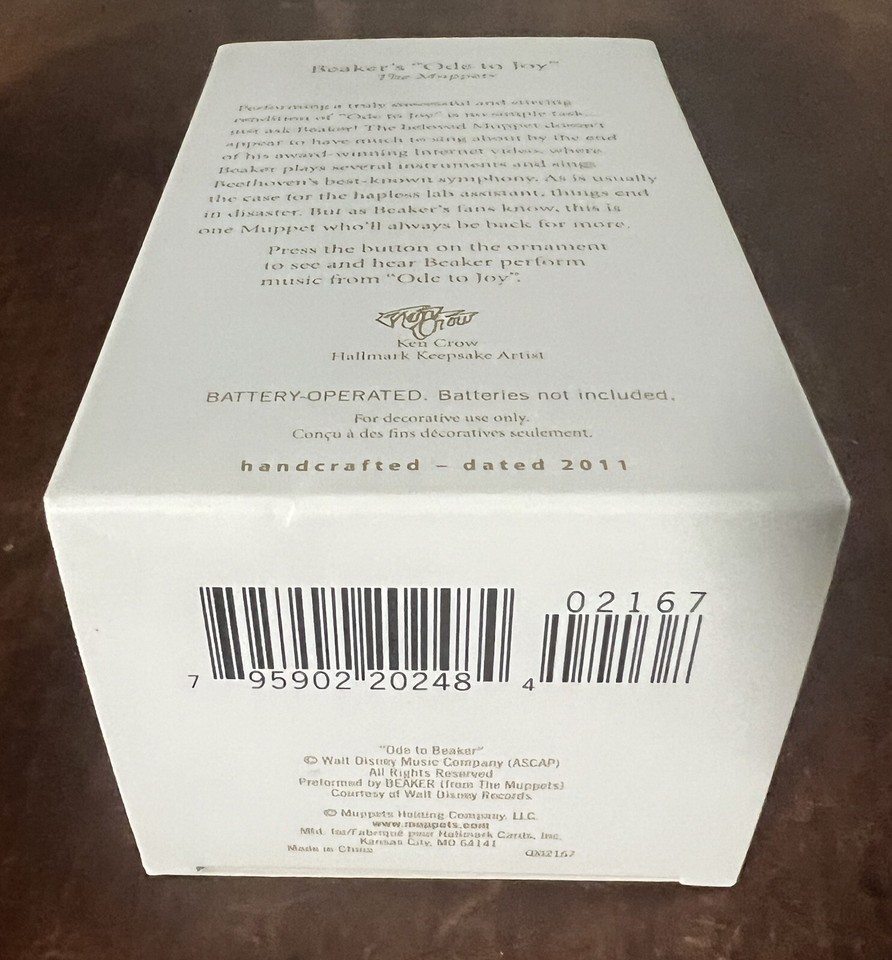 Beaker's "Ode to Joy"
The Muppets
Performing a truly successful and stirring
rendition of "Ode to Joy" is no simple task...
just ask Beaker! The beloved Muppet doesn't
appear to have much to sing about by the end
of his award-winning Internet video, where
Beaker plays several instruments and sings
Beethoven's best-known symphony. As is usually
the case for the hapless lab assistant, things end
in disaster. But as Beaker's fans know, this is
one Muppet who'll always be back for more.
Press the button on the ornament
to see and hear Beaker perform
music from "Ode to Joy".
Ken Crow
Ken Crow
Hallmark Keepsake Artist
BATTERY-OPERATED. Batteries not included.
For decorative use only.
Conçu à des fins décoratives seulement.
handcrafted – dated 2011
02167
7 95902 20248 4
"Ode to Beaker"
© Walt Disney Music Company (ASCAP)
All Rights Reserved
Preformed by BEAKER (from The Muppets)
Courtesy of Walt Disney Records
© Muppets Holding Company, LLC.
www.muppets.com
Mfd. for/Fabriqué pour Hallmark Cards, Inc.
Kansas City, MO 64141
Made in China QXI2167